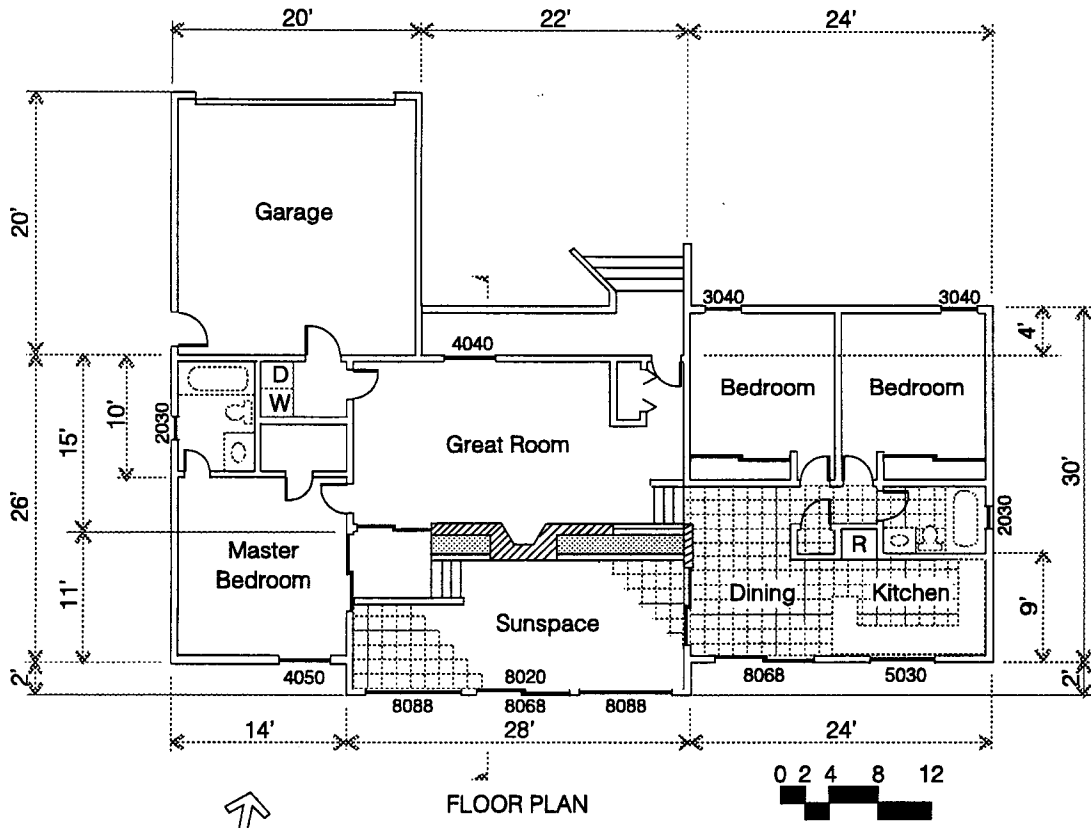 20' 22' 24'
Garage
20'
3040 3040
4'
4040
D
W
Bedroom Bedroom
10'
2030
15'
Great Room
26'
30'
2030
Master
Bedroom
R
11'
Dining Kitchen
9'
Sunspace
2'
4050
8020
8068 5030
2'
8088 8068 8088
14' 28' 24'
0 2 4 8 12
FLOOR PLAN